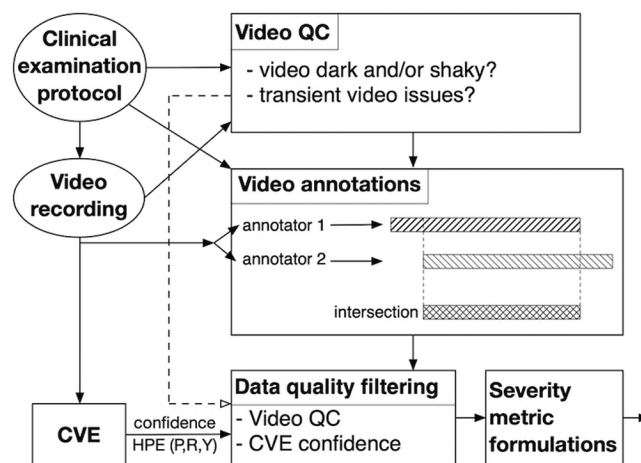 Clinical
examination
protocol
Video QC
- video dark and/or shaky?
- transient video issues?
Video
recording
Video annotations
annotator 1
annotator 2
intersection
CVE
confidence
HPE (P,R,Y)
Data quality filtering
- Video QC
- CVE confidence
Severity
metric
formulations